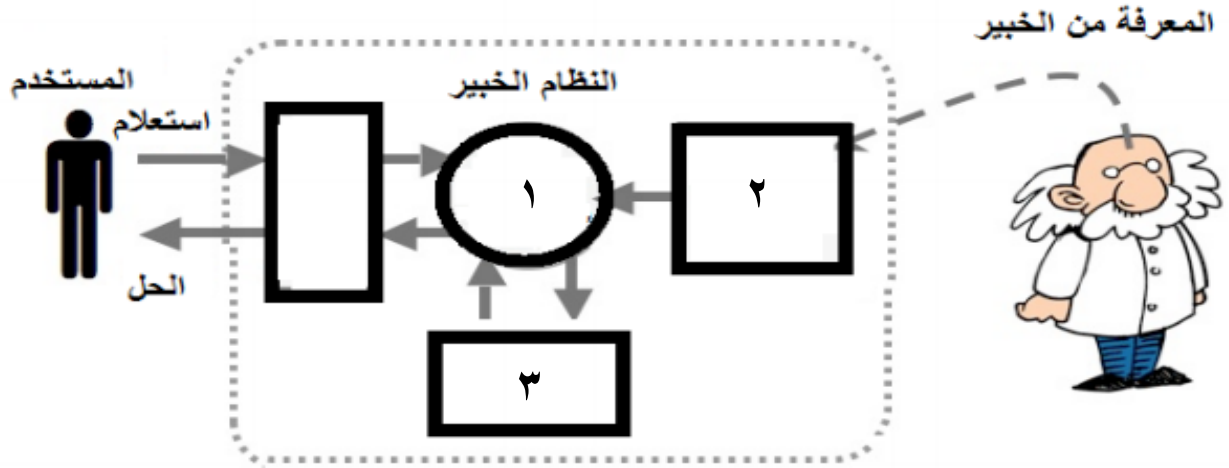 المعرفة من الخبير
النظام الخبير
المستخدم
استعلام
١
٢
الحل
٣